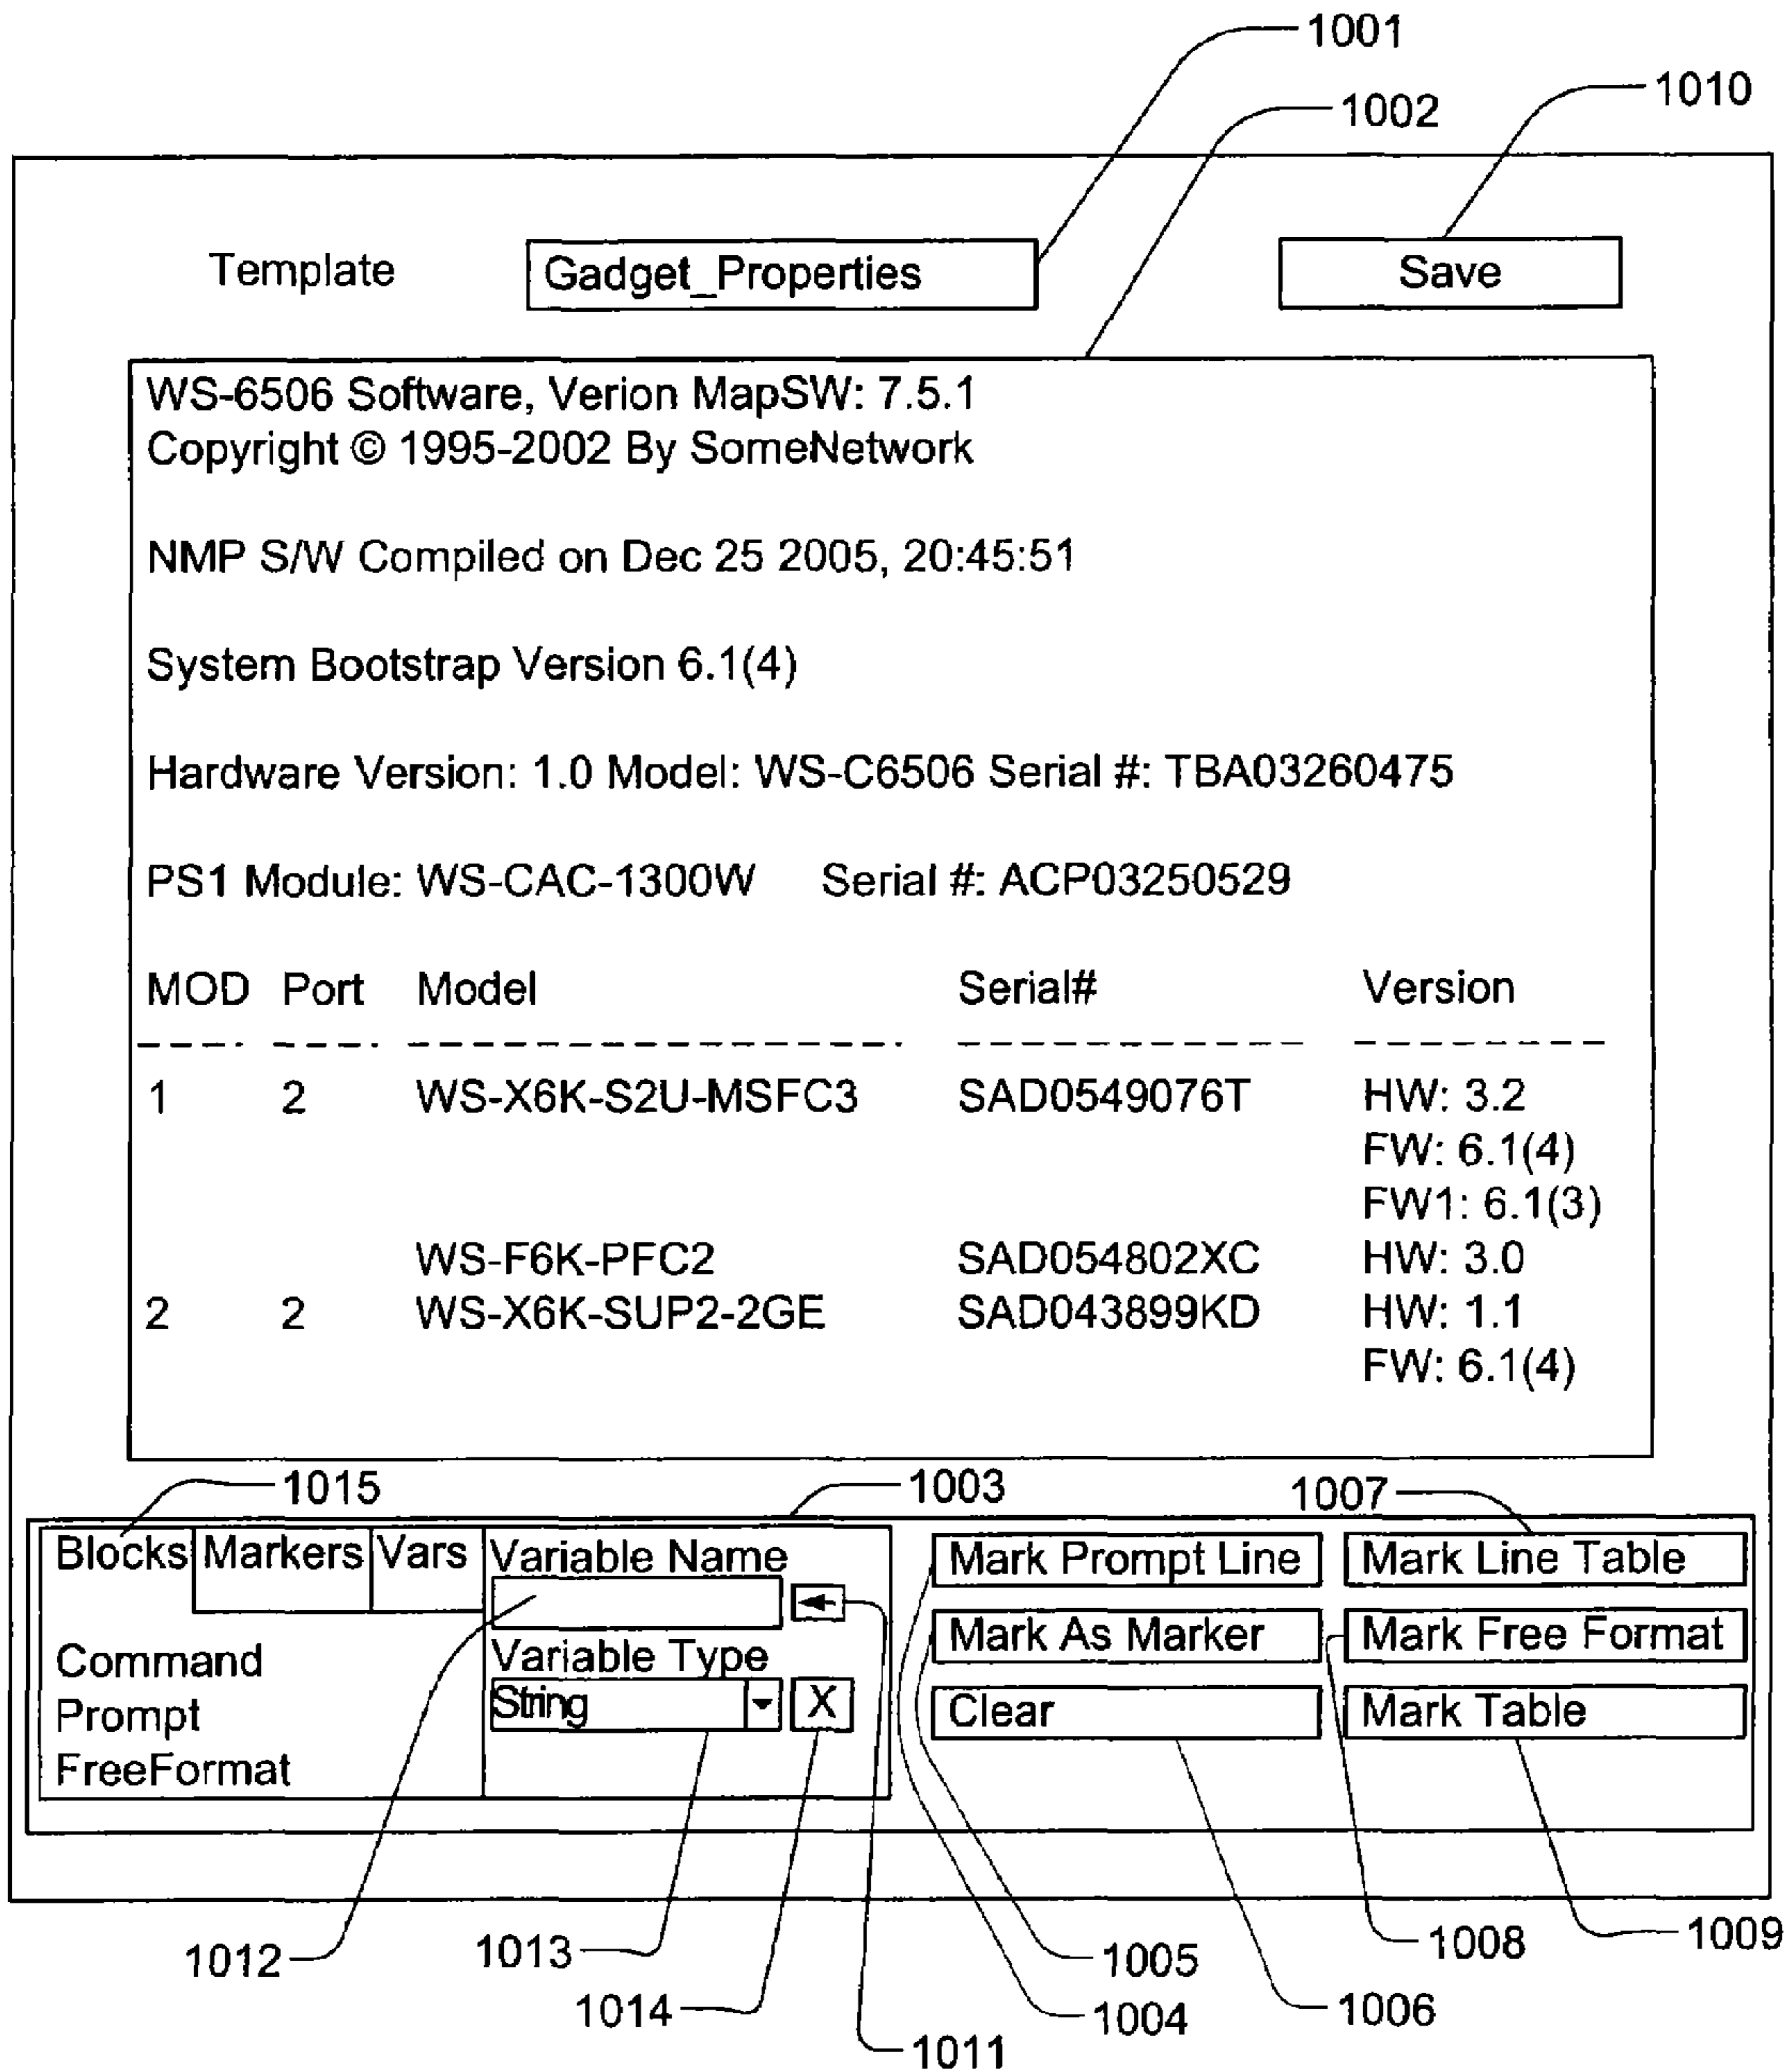 1001
1010
1002
Template Gadget_Properties Save
WS-6506 Software, Verion MapSW: 7.5.1
Copyright © 1995-2002 By SomeNetwork
NMP S/W Compiled on Dec 25 2005, 20:45:51
System Bootstrap Version 6.1(4)
Hardware Version: 1.0 Model: WS-C6506 Serial #: TBA03260475
PS1 Module: WS-CAC-1300W Serial #: ACP03250529
MOD Port Model Serial# Version
1 2 WS-X6K-S2U-MSFC3 SAD0549076T HW: 3.2
FW: 6.1(4)
FW1: 6.1(3)
WS-F6K-PFC2 SAD054802XC HW: 3.0
2 2 WS-X6K-SUP2-2GE SAD043899KD HW: 1.1
FW: 6.1(4)
1015 1003 1007
Blocks Markers Vars Variable Name Mark Prompt Line Mark Line Table
Command Variable Type Mark As Marker Mark Free Format
Prompt String X Clear Mark Table
FreeFormat
1012 1013 1005 1008 1009
1014 1004 1006
1011